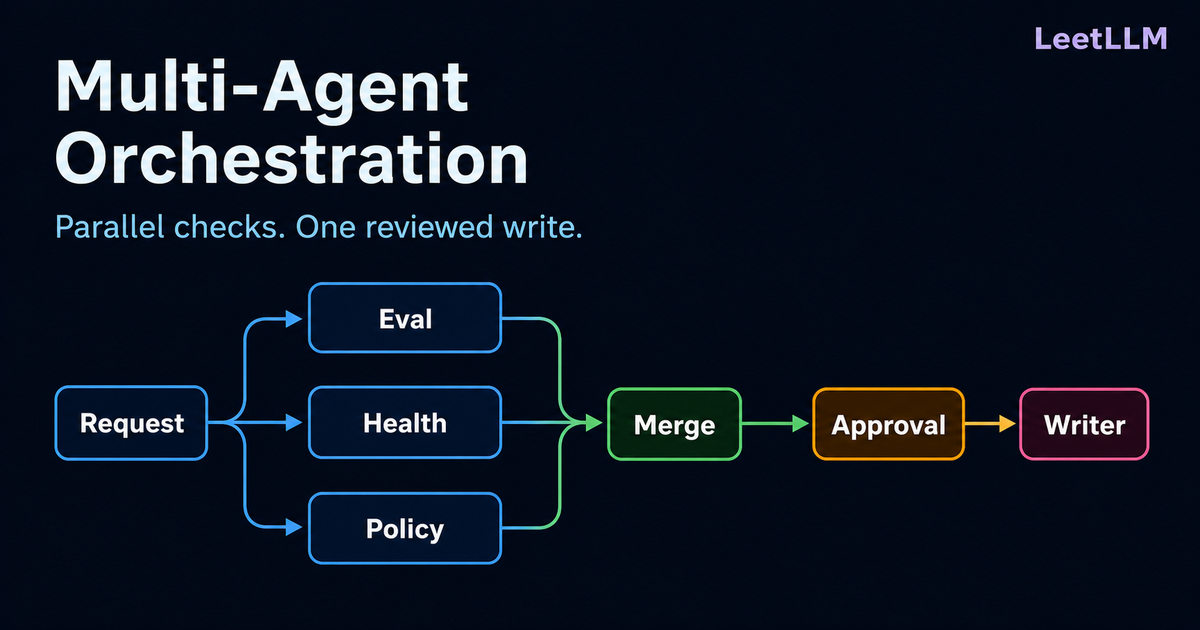 LeetLLM
Multi-Agent
Orchestration
Parallel checks. One reviewed write.
Request
Eval
Health
Policy
Merge
Approval
Writer